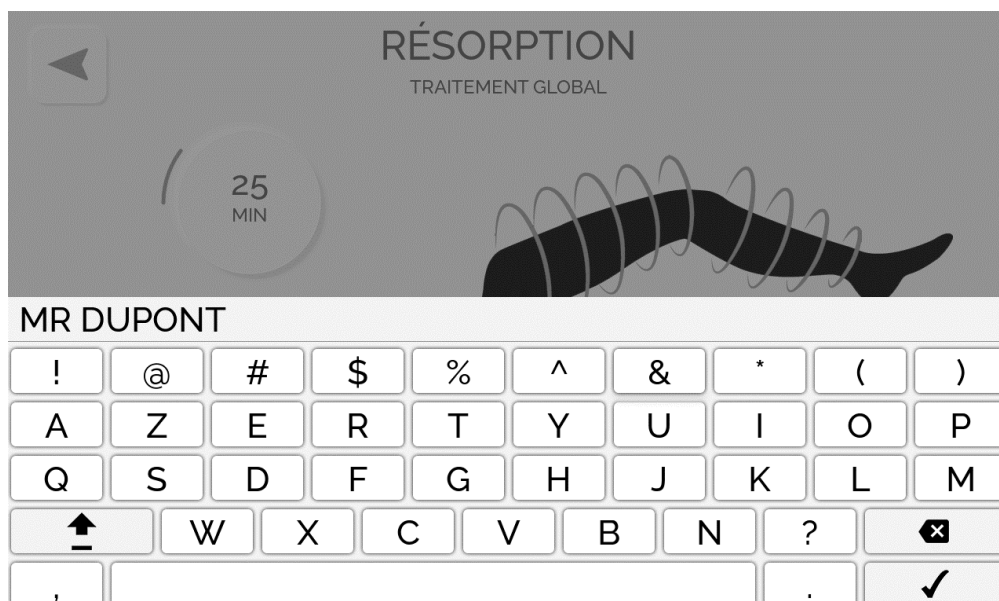 RÉSORPTION
TRAITEMENT GLOBAL
25
MIN
MR DUPONT
! @ # $ % ^ & * ( )
A Z E R T Y U I O P
Q S D F G H J K L M
W X C V B N ?
, .